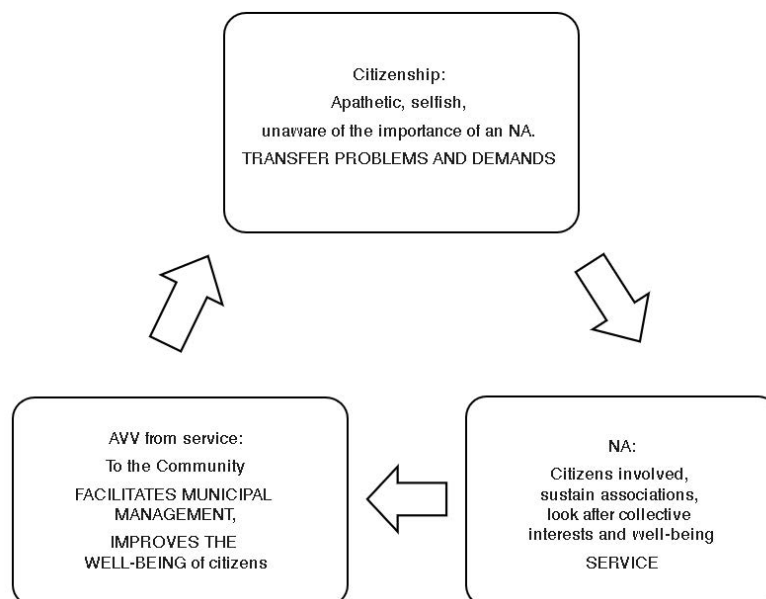 Citizenship:
Apathetic, selfish,
unaware of the importance of an NA.
TRANSFER PROBLEMS AND DEMANDS
AVV from service:
To the Community
FACILITATES MUNICIPAL
MANAGEMENT,
IMPROVES THE
WELL-BEING of citizens
NA:
Citizens involved,
sustain associations,
look after collective
interests and well-being
SERVICE